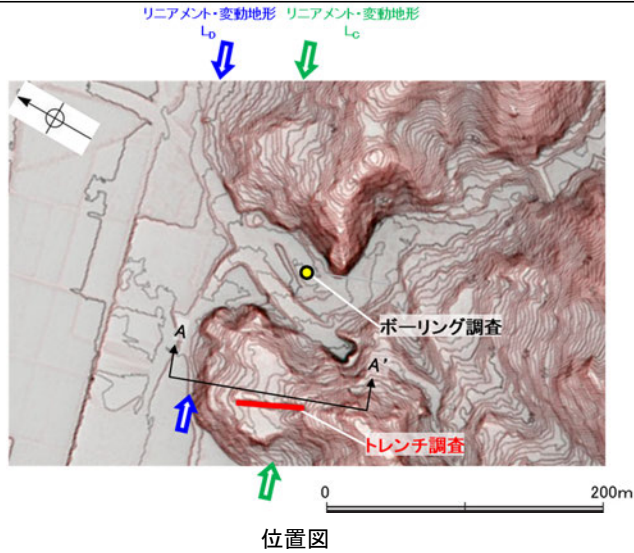 リニアメント・変動地形
L_D
リニアメント・変動地形
L_C
ボーリング調査
A
A'
トレンチ調査
0
200m
位置図